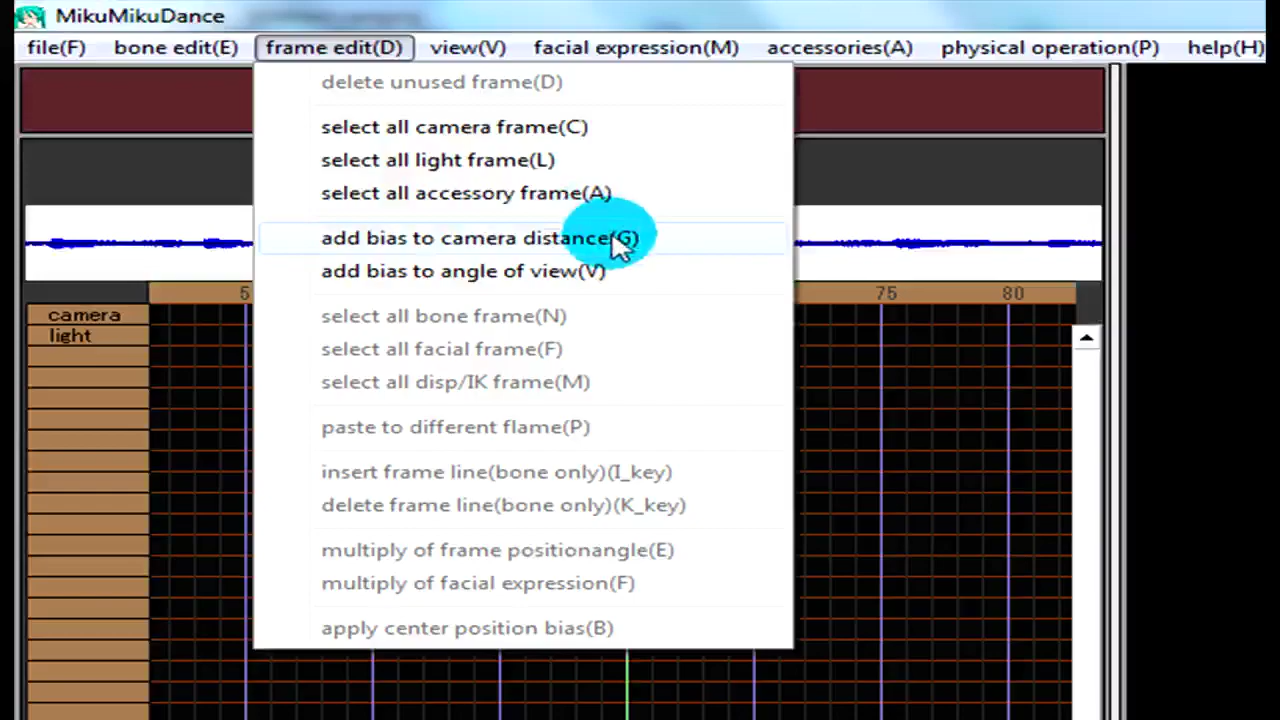 MikuMikuDance
file(F) bone edit(E) frame edit(D) view(V) facial expression(M) accessories(A) physical operation(P) help(H)
delete unused frame(D)
select all camera frame(C)
select all light frame(L)
select all accessory frame(A)
add bias to camera distance(G)
add bias to angle of view(V)
5 75 80
camera
light
select all bone frame(N)
select all facial frame(F)
select all disp/IK frame(M)
paste to different flame(P)
insert frame line(bone only)(I_key)
delete frame line(bone only)(K_key)
multiply of frame positionangle(E)
multiply of facial expression(F)
apply center position bias(B)